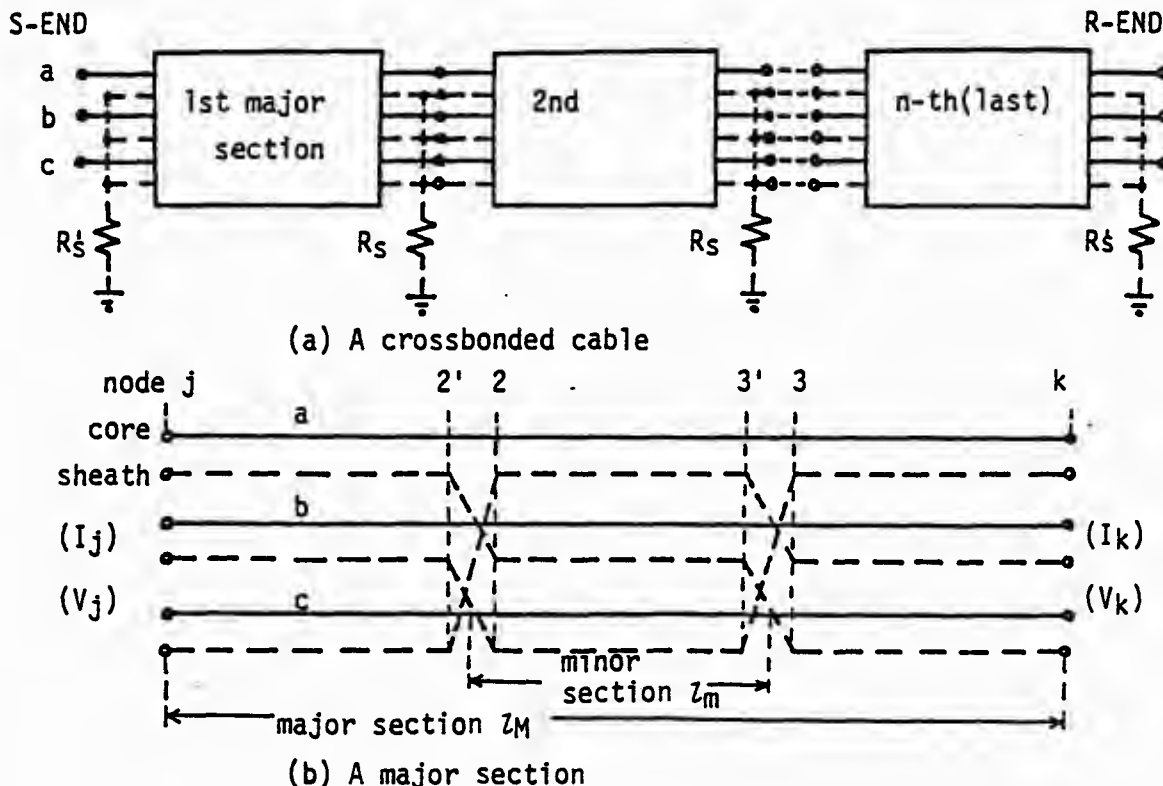 S-END R-END
a
b
c
1st major section
2nd
n-th(last)
R's Rs Rs R's
(a) A crossbonded cable
node j 2' 2 3' 3 k
core a
sheath
b
(Ij) (Ik)
(Vj) c (Vk)
minor
section lm
major section lM
(b) A major section